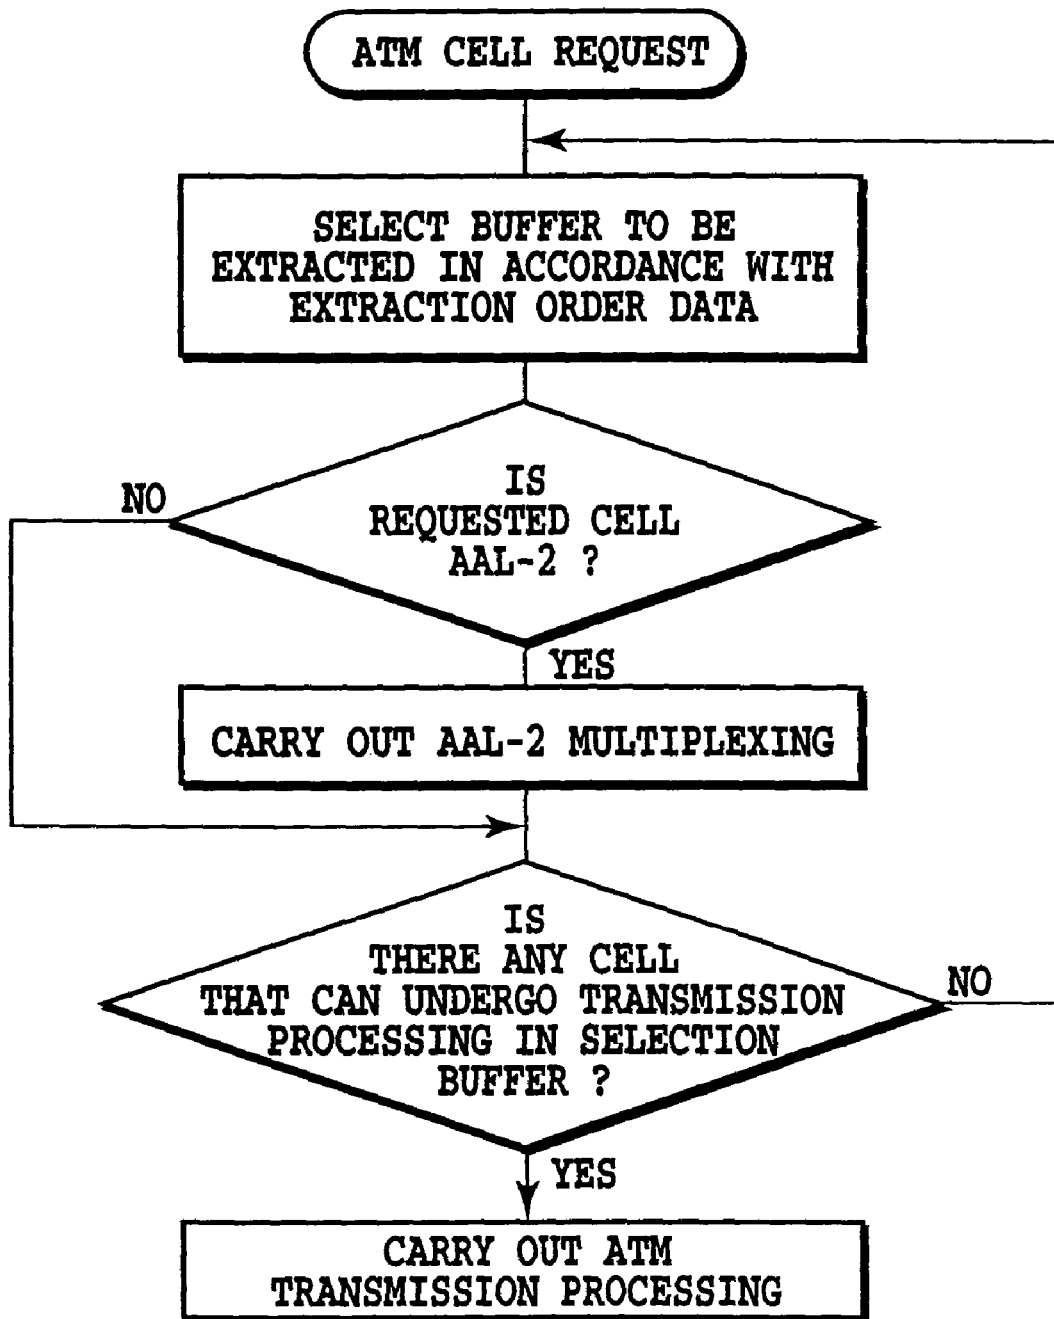 ATM CELL REQUEST
SELECT BUFFER TO BE
EXTRACTED IN ACCORDANCE WITH
EXTRACTION ORDER DATA
IS
REQUESTED CELL
AAL-2 ?
NO
YES
CARRY OUT AAL-2 MULTIPLEXING
IS
THERE ANY CELL
THAT CAN UNDERGO TRANSMISSION
PROCESSING IN SELECTION
BUFFER ?
NO
YES
CARRY OUT ATM
TRANSMISSION PROCESSING